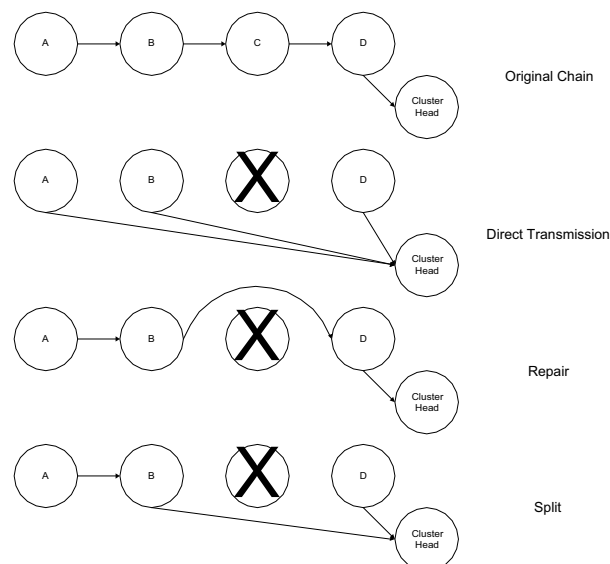 A
B
C
D
Cluster
Head
Original Chain
A
B
X
D
Cluster
Head
Direct Transmission
A
B
X
D
Cluster
Head
Repair
A
B
X
D
Cluster
Head
Split